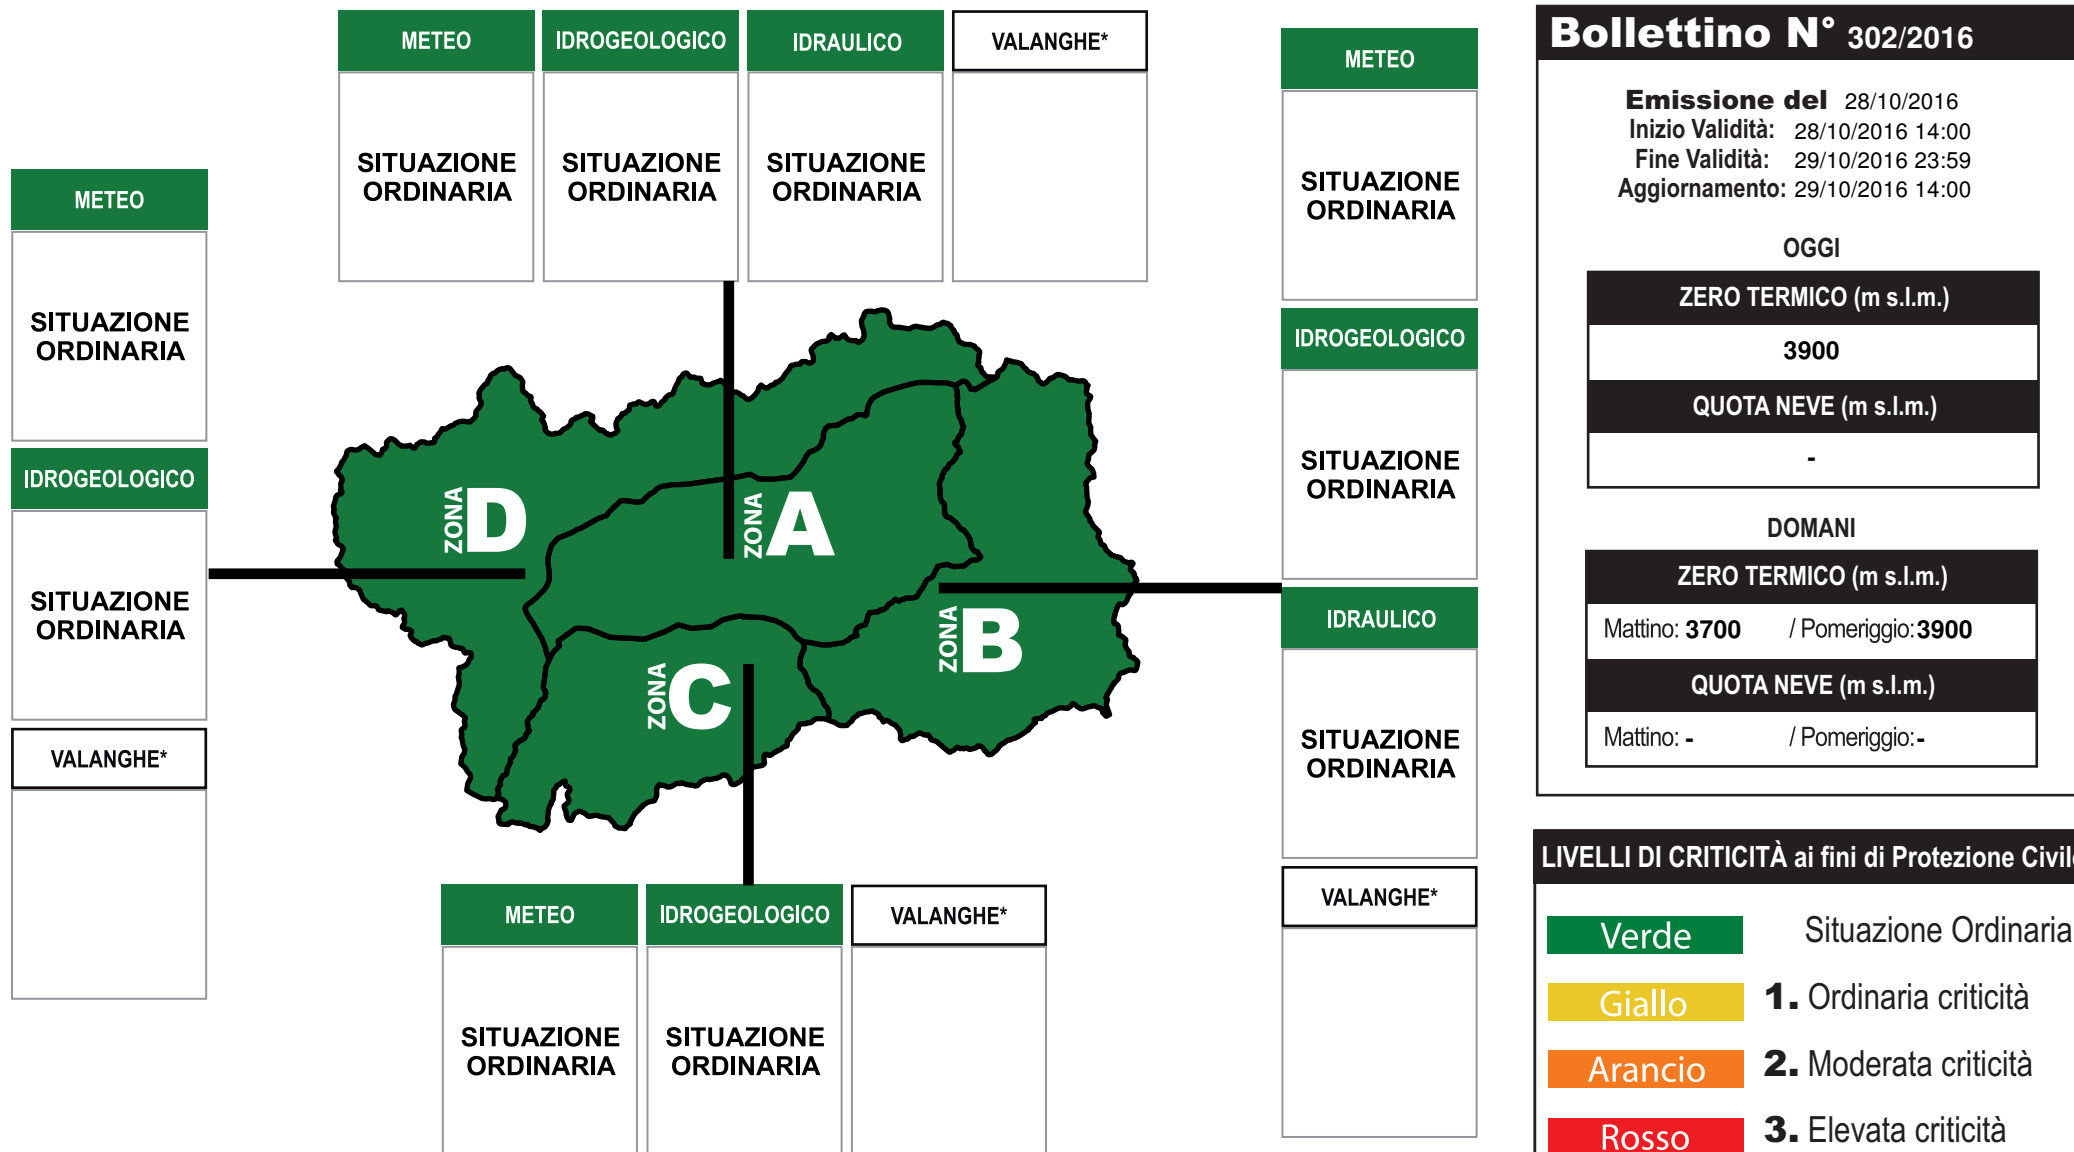 METEO
IDROGEOLOGICO
IDRAULICO
VALANGHE*
SITUAZIONE
ORDINARIA
SITUAZIONE
ORDINARIA
SITUAZIONE
ORDINARIA
METEO
SITUAZIONE
ORDINARIA
IDROGEOLOGICO
SITUAZIONE
ORDINARIA
VALANGHE*
ZONA D
ZONA A
ZONA B
ZONA C
METEO
SITUAZIONE
ORDINARIA
IDROGEOLOGICO
SITUAZIONE
ORDINARIA
IDRAULICO
SITUAZIONE
ORDINARIA
VALANGHE*
METEO
IDROGEOLOGICO
VALANGHE*
SITUAZIONE
ORDINARIA
SITUAZIONE
ORDINARIA
Bollettino N° 302/2016
Emissione del 28/10/2016
Inizio Validità: 28/10/2016 14:00
Fine Validità: 29/10/2016 23:59
Aggiornamento: 29/10/2016 14:00
OGGI
ZERO TERMICO (m s.l.m.)
3900
QUOTA NEVE (m s.l.m.)
-
DOMANI
ZERO TERMICO (m s.l.m.)
Mattino: 3700 / Pomeriggio: 3900
QUOTA NEVE (m s.l.m.)
Mattino: - / Pomeriggio: -
LIVELLI DI CRITICITÀ ai fini di Protezione Civile
Verde Situazione Ordinaria
Giallo 1. Ordinaria criticità
Arancio 2. Moderata criticità
Rosso 3. Elevata criticità